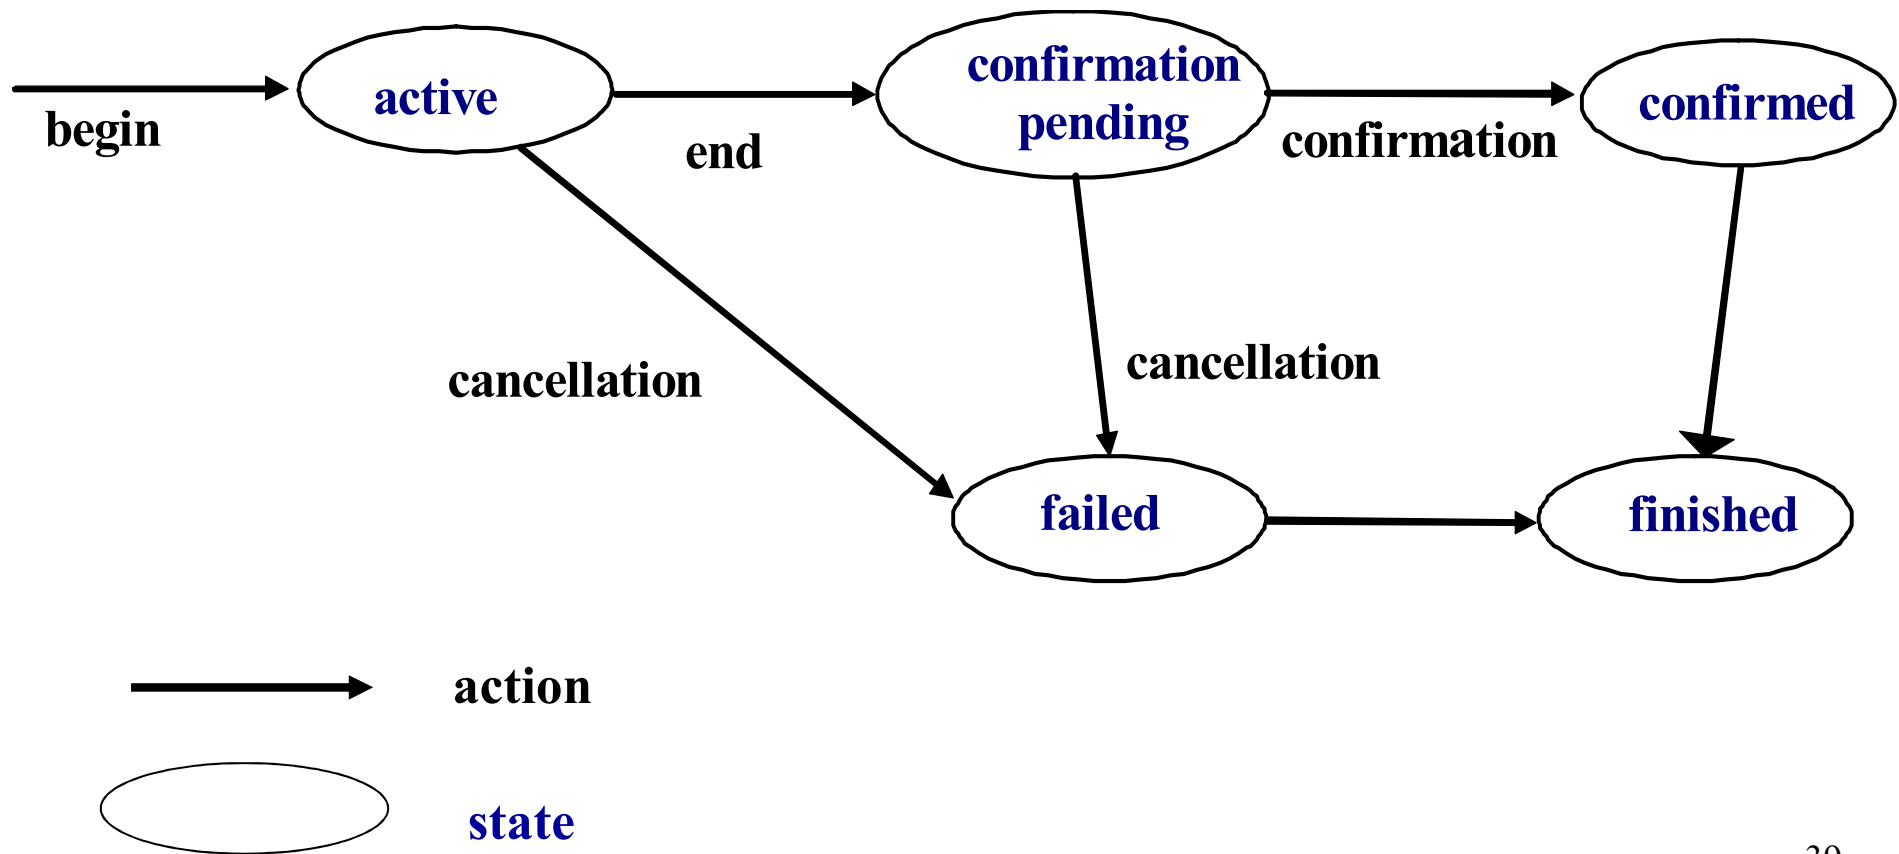 confirmation
active
confirmed
begin
pending
end
confirmation
cancellation
cancellation
failed
finished
action
state